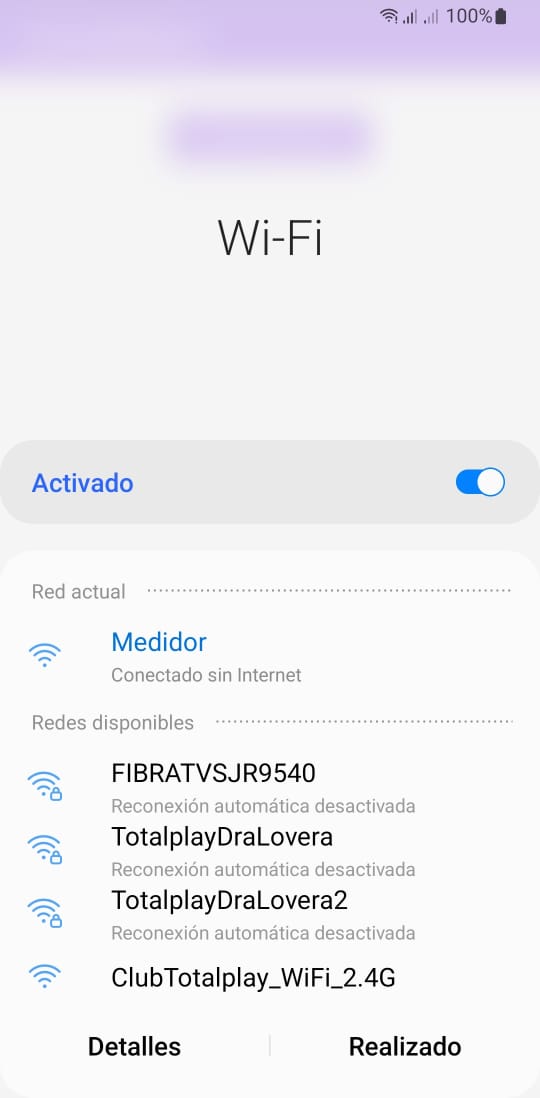 100%
Wi-Fi
Activado
Red actual
Medidor
Conectado sin Internet
Redes disponibles
FIBRATVSJR9540
Reconexión automática desactivada
TotalplayDraLovera
Reconexión automática desactivada
TotalplayDraLovera2
Reconexión automática desactivada
ClubTotalplay_WiFi_2.4G
Detalles
Realizado